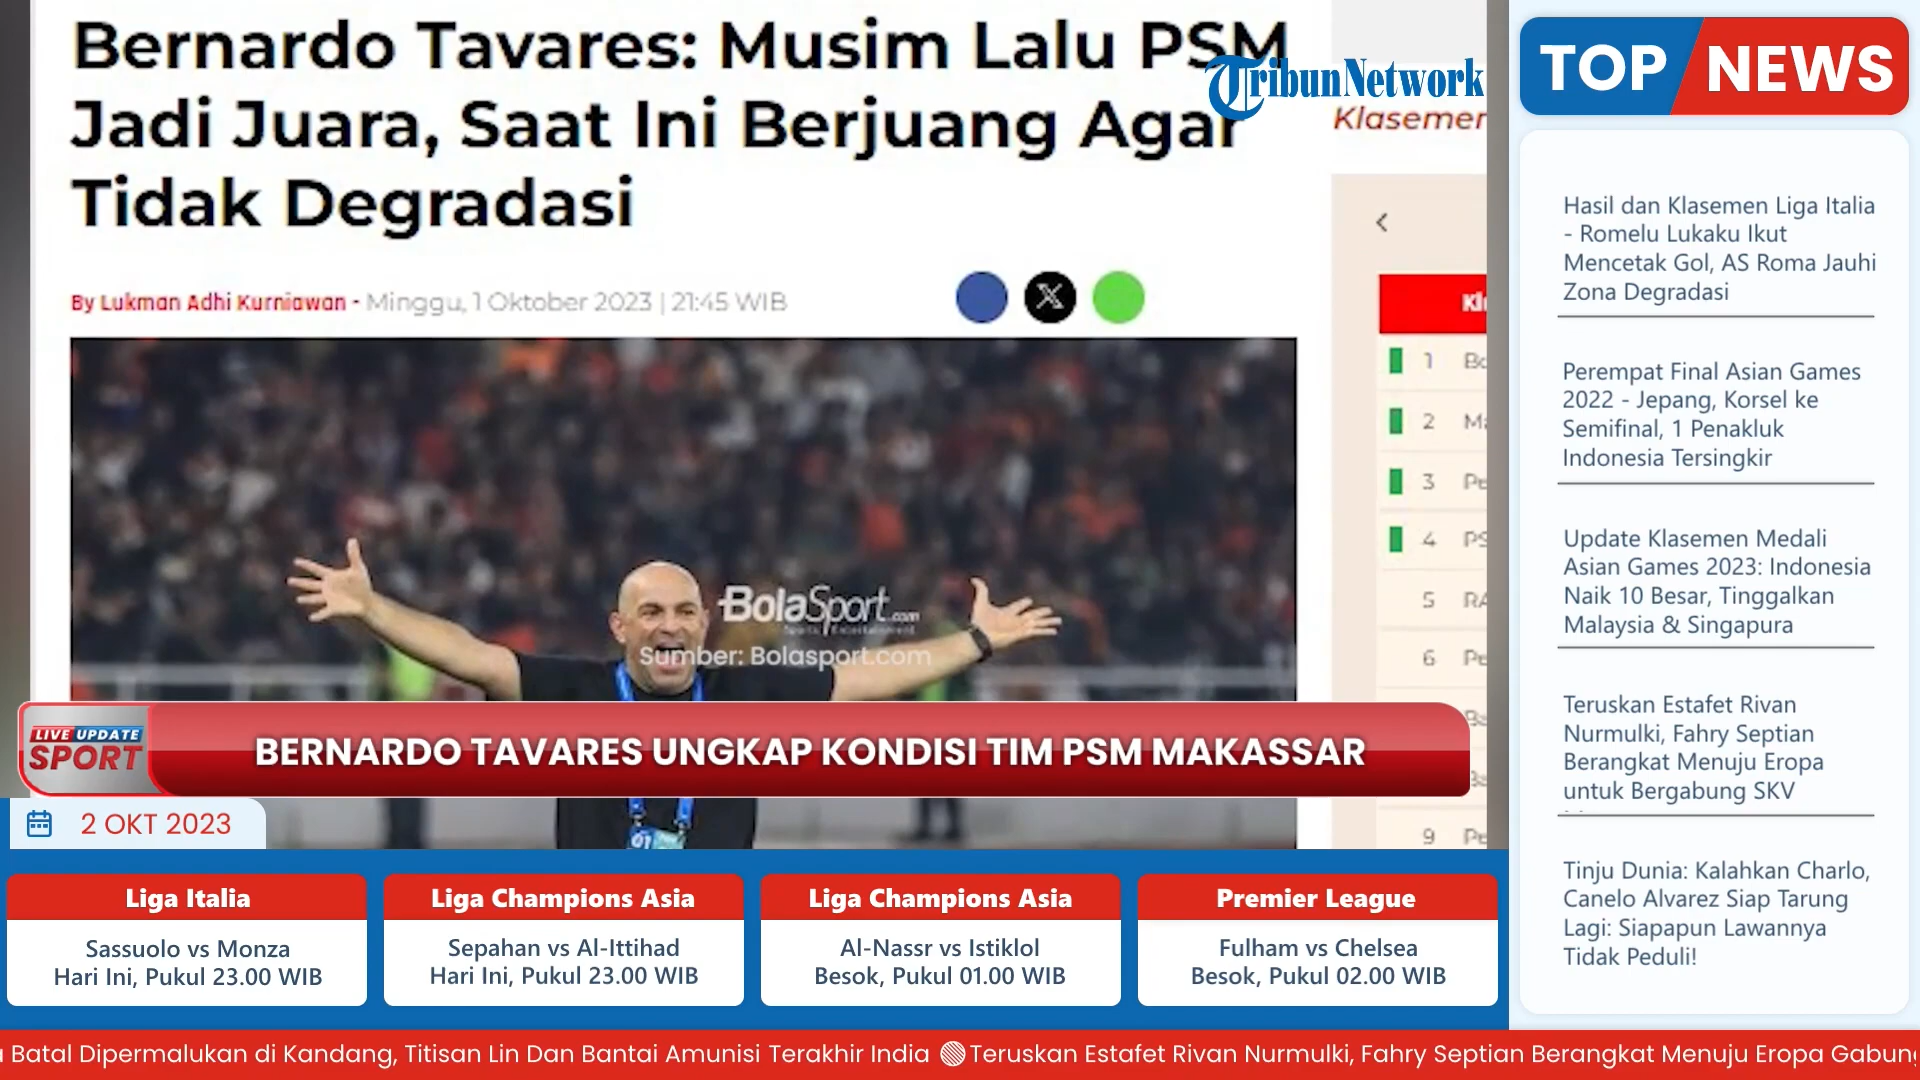 Bernardo Tavares: Musim Lalu PSM
Jadi Juara, Saat Ini Berjuang Agar
Tidak Degradasi
TribunNetwork
By Lukman Adhi Kurniawan - Minggu, 1 Oktober 2023 | 21:45 WIB
1
2
3
4
5
6
9
BolaSport.com
Sumber: Bolasport.com
LIVE UPDATE
SPORT
BERNARDO TAVARES UNGKAP KONDISI TIM PSM MAKASSAR
2 OKT 2023
Liga Italia
Sassuolo vs Monza
Hari Ini, Pukul 23.00 WIB
Liga Champions Asia
Sepahan vs Al-Ittihad
Hari Ini, Pukul 23.00 WIB
Liga Champions Asia
Al-Nassr vs Istiklol
Besok, Pukul 01.00 WIB
Premier League
Fulham vs Chelsea
Besok, Pukul 02.00 WIB
TOP NEWS
Hasil dan Klasemen Liga Italia
- Romelu Lukaku Ikut
Mencetak Gol, AS Roma Jauhi
Zona Degradasi
Perempat Final Asian Games
2022 - Jepang, Korsel ke
Semifinal, 1 Penakluk
Indonesia Tersingkir
Update Klasemen Medali
Asian Games 2023: Indonesia
Naik 10 Besar, Tinggalkan
Malaysia & Singapura
Teruskan Estafet Rivan
Nurmulki, Fahry Septian
Berangkat Menuju Eropa
untuk Bergabung SKV
Tinju Dunia: Kalahkan Charlo,
Canelo Alvarez Siap Tarung
Lagi: Siapapun Lawannya
Tidak Peduli!
Batal Dipermalukan di Kandang, Titisan Lin Dan Bantai Amunisi Terakhir India Teruskan Estafet Rivan Nurmulki, Fahry Septian Berangkat Menuju Eropa